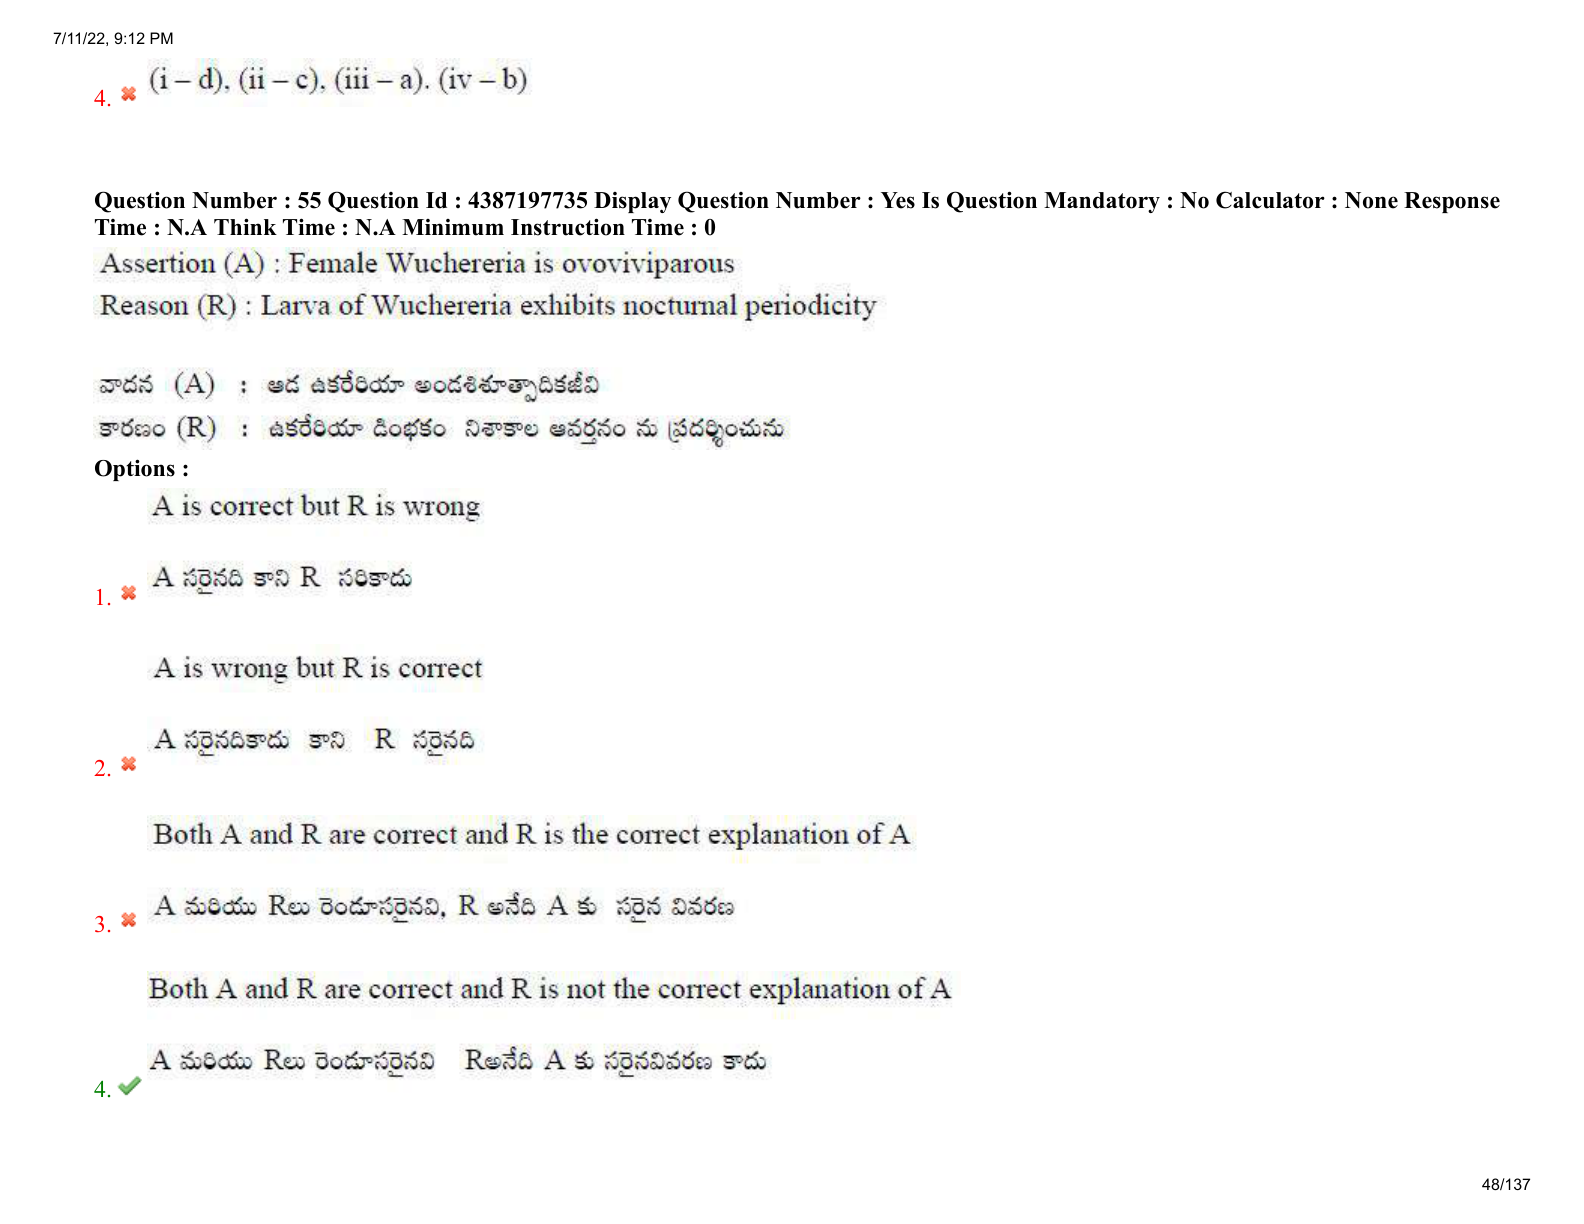 7/11/22, 9:12 PM
4. (i – d), (ii – c), (iii – a). (iv – b)
Question Number : 55 Question Id : 4387197735 Display Question Number : Yes Is Question Mandatory : No Calculator : None Response
Time : N.A Think Time : N.A Minimum Instruction Time : 0
Assertion (A) : Female Wuchereria is ovoviviparous
Reason (R) : Larva of Wuchereria exhibits nocturnal periodicity
వాదన (A) : ఆడ ఉకరేరియా అండశిశూత్పాదికజీవి
కారణం (R) : ఉకరేరియా డింభకం నిశాకాల ఆవర్తనం ను ప్రదర్శించును
Options :
A is correct but R is wrong
A సరైనది కాని R సరికాదు
1.
A is wrong but R is correct
A సరైనదికాదు కాని R సరైనది
2.
Both A and R are correct and R is the correct explanation of A
A మరియు Rలు రెండూసరైనవి, R అనేది A కు సరైన వివరణ
3.
Both A and R are correct and R is not the correct explanation of A
A మరియు Rలు రెండూసరైనవి Rఅనేది A కు సరైనవివరణ కాదు
4.
48/137